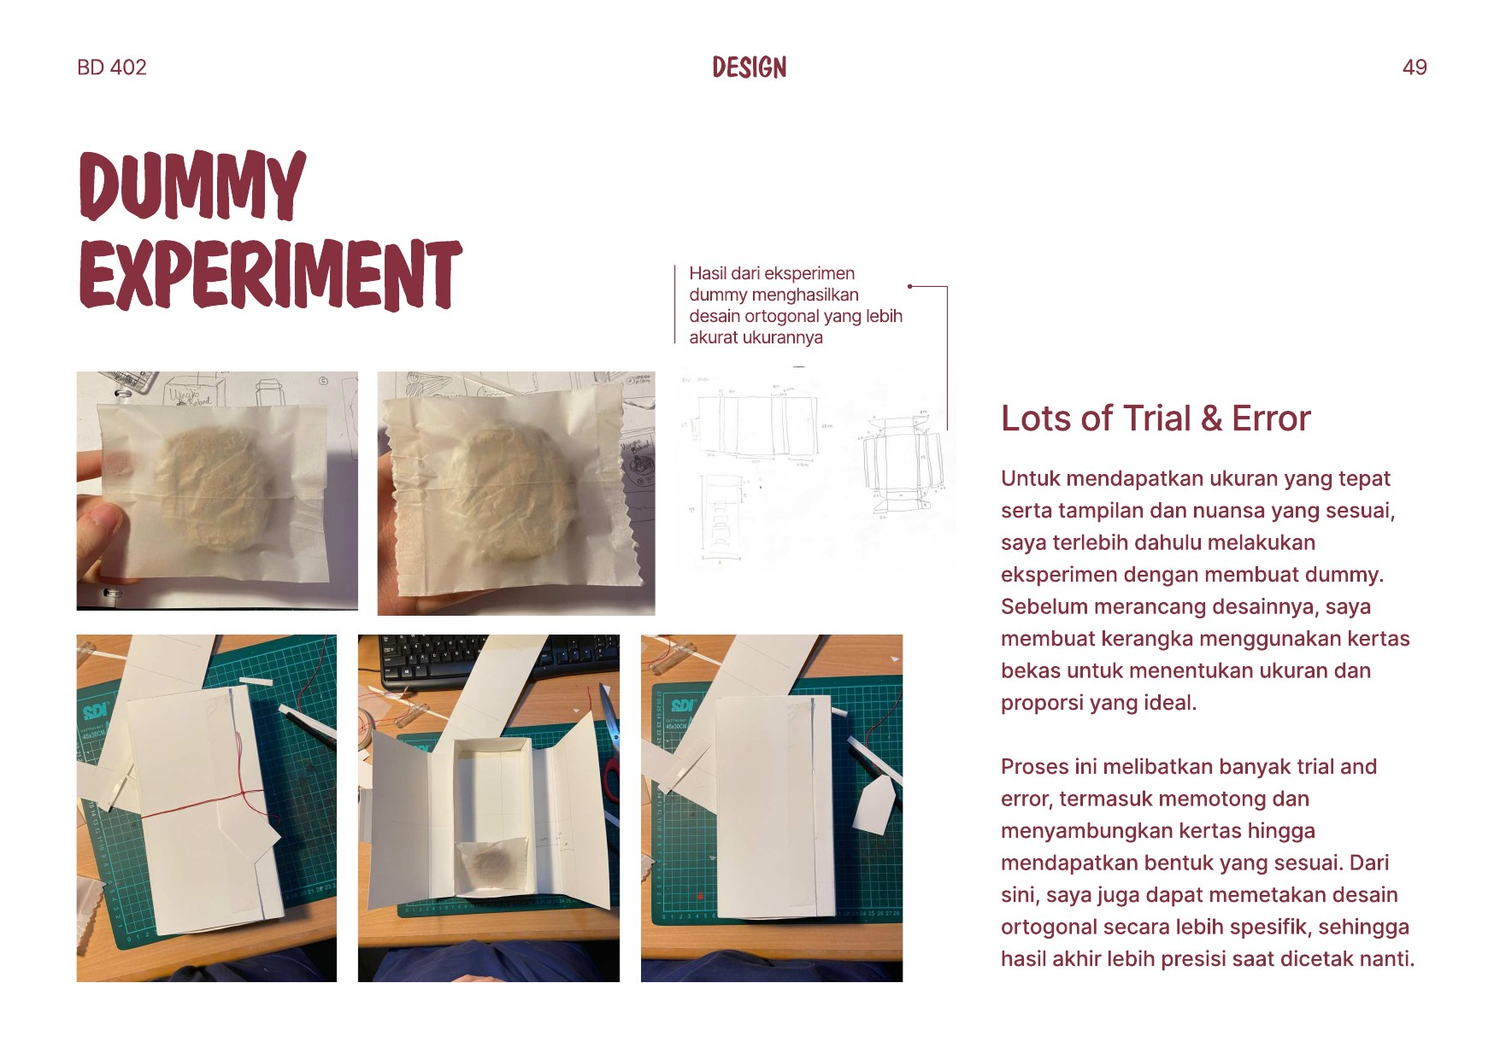 BD 402
DESIGN
49
DUMMY
EXPERIMENT
Hasil dari eksperimen
dummy menghasilkan
desain ortogonal yang lebih
akurat ukurannya
Lots of Trial & Error
Untuk mendapatkan ukuran yang tepat
serta tampilan dan nuansa yang sesuai,
saya terlebih dahulu melakukan
eksperimen dengan membuat dummy.
Sebelum merancang desainnya, saya
membuat kerangka menggunakan kertas
bekas untuk menentukan ukuran dan
proporsi yang ideal.
Proses ini melibatkan banyak trial and
error, termasuk memotong dan
menyambungkan kertas hingga
mendapatkan bentuk yang sesuai. Dari
sini, saya juga dapat memetakan desain
ortogonal secara lebih spesifik, sehingga
hasil akhir lebih presisi saat dicetak nanti.
SDI
SDI